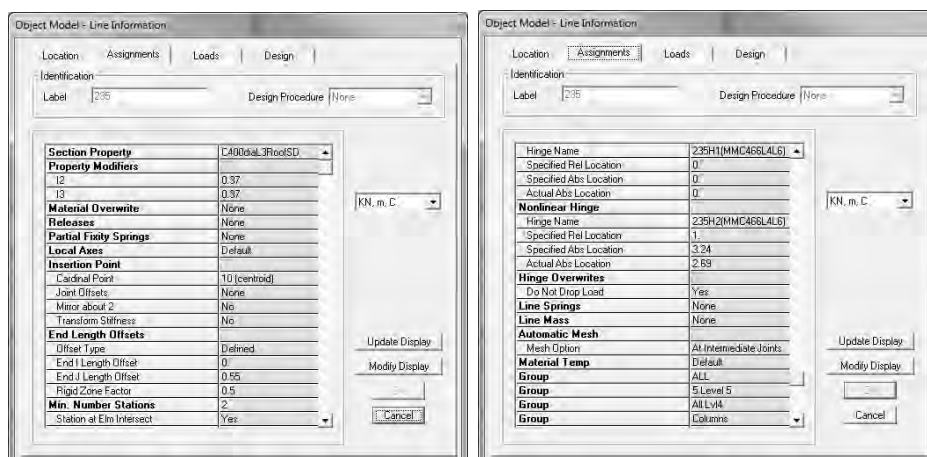 Object Model - Line Information
Location Assignments Loads Design
Identification
Label 235 Design Procedure None
Section Property C400diaL3RoofSD
Property Modifiers
I2 0.37
I3 0.37
Material Overwrite None
Releases None
Partial Fixity Springs None
Local Axes Default
Insertion Point
Cardinal Point 10 (centroid)
Joint Offsets None
Mirror about 2 No
Transform Stiffness No
End Length Offsets
Offset Type Defined
End I Length Offset 0
End J Length Offset 0.55
Rigid Zone Factor 0.5
Min. Number Stations 2
Station at Elm Intersect Yes
KN, m, C
Update Display
Modify Display
Cancel
Object Model - Line Information
Location Assignments Loads Design
Identification
Label 235 Design Procedure None
Hinge Name 235H1(MMC466L4L6)
Specified Rel Location 0.
Specified Abs Location 0.
Actual Abs Location 0.
Nonlinear Hinge
Hinge Name 235H2(MMC466L4L6)
Specified Rel Location 1.
Specified Abs Location 3.24
Actual Abs Location 2.69
Hinge Overwrites
Do Not Drop Load Yes
Line Springs None
Line Mass None
Automatic Mesh
Mesh Option At Intermediate Joints
Material Temp Default
Group ALL
Group 5.Level 5
Group All Lvl4
Group Columns
KN, m, C
Update Display
Modify Display
Cancel